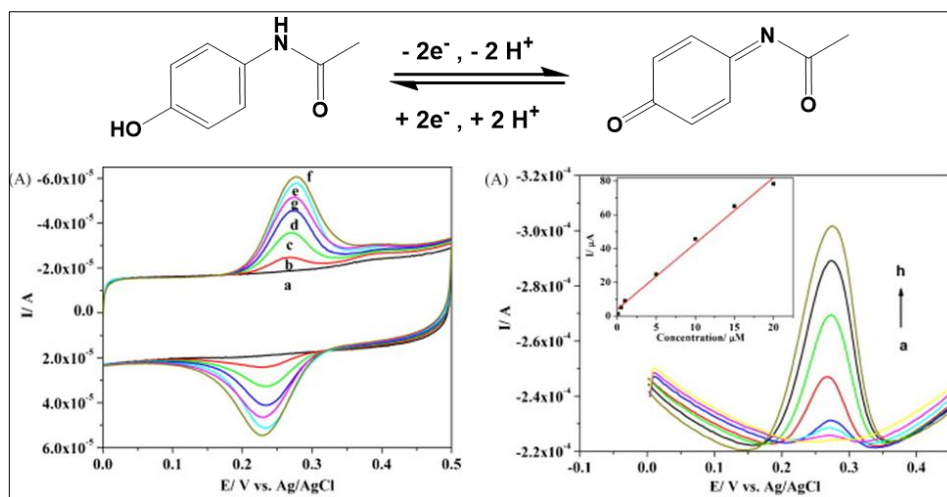 H
N
O
HO
- 2e⁻ , - 2 H⁺
+ 2e⁻ , + 2 H⁺
N
O
O
(A)
-6.0x10⁻⁵
-4.0x10⁻⁵
-2.0x10⁻⁵
0.0
2.0x10⁻⁵
4.0x10⁻⁵
6.0x10⁻⁵
I/ A
f
e
g
d
c
b
a
0.0 0.1 0.2 0.3 0.4 0.5
E/ V vs. Ag/AgCl
(A)
-3.2x10⁻⁴
-3.0x10⁻⁴
-2.8x10⁻⁴
-2.6x10⁻⁴
-2.4x10⁻⁴
-2.2x10⁻⁴
I/ A
80
60
40
20
0
I/ µA
0 5 10 15 20
Concentration/ µM
h
a
-0.1 0.0 0.1 0.2 0.3 0.4
E/ V vs. Ag/AgCl